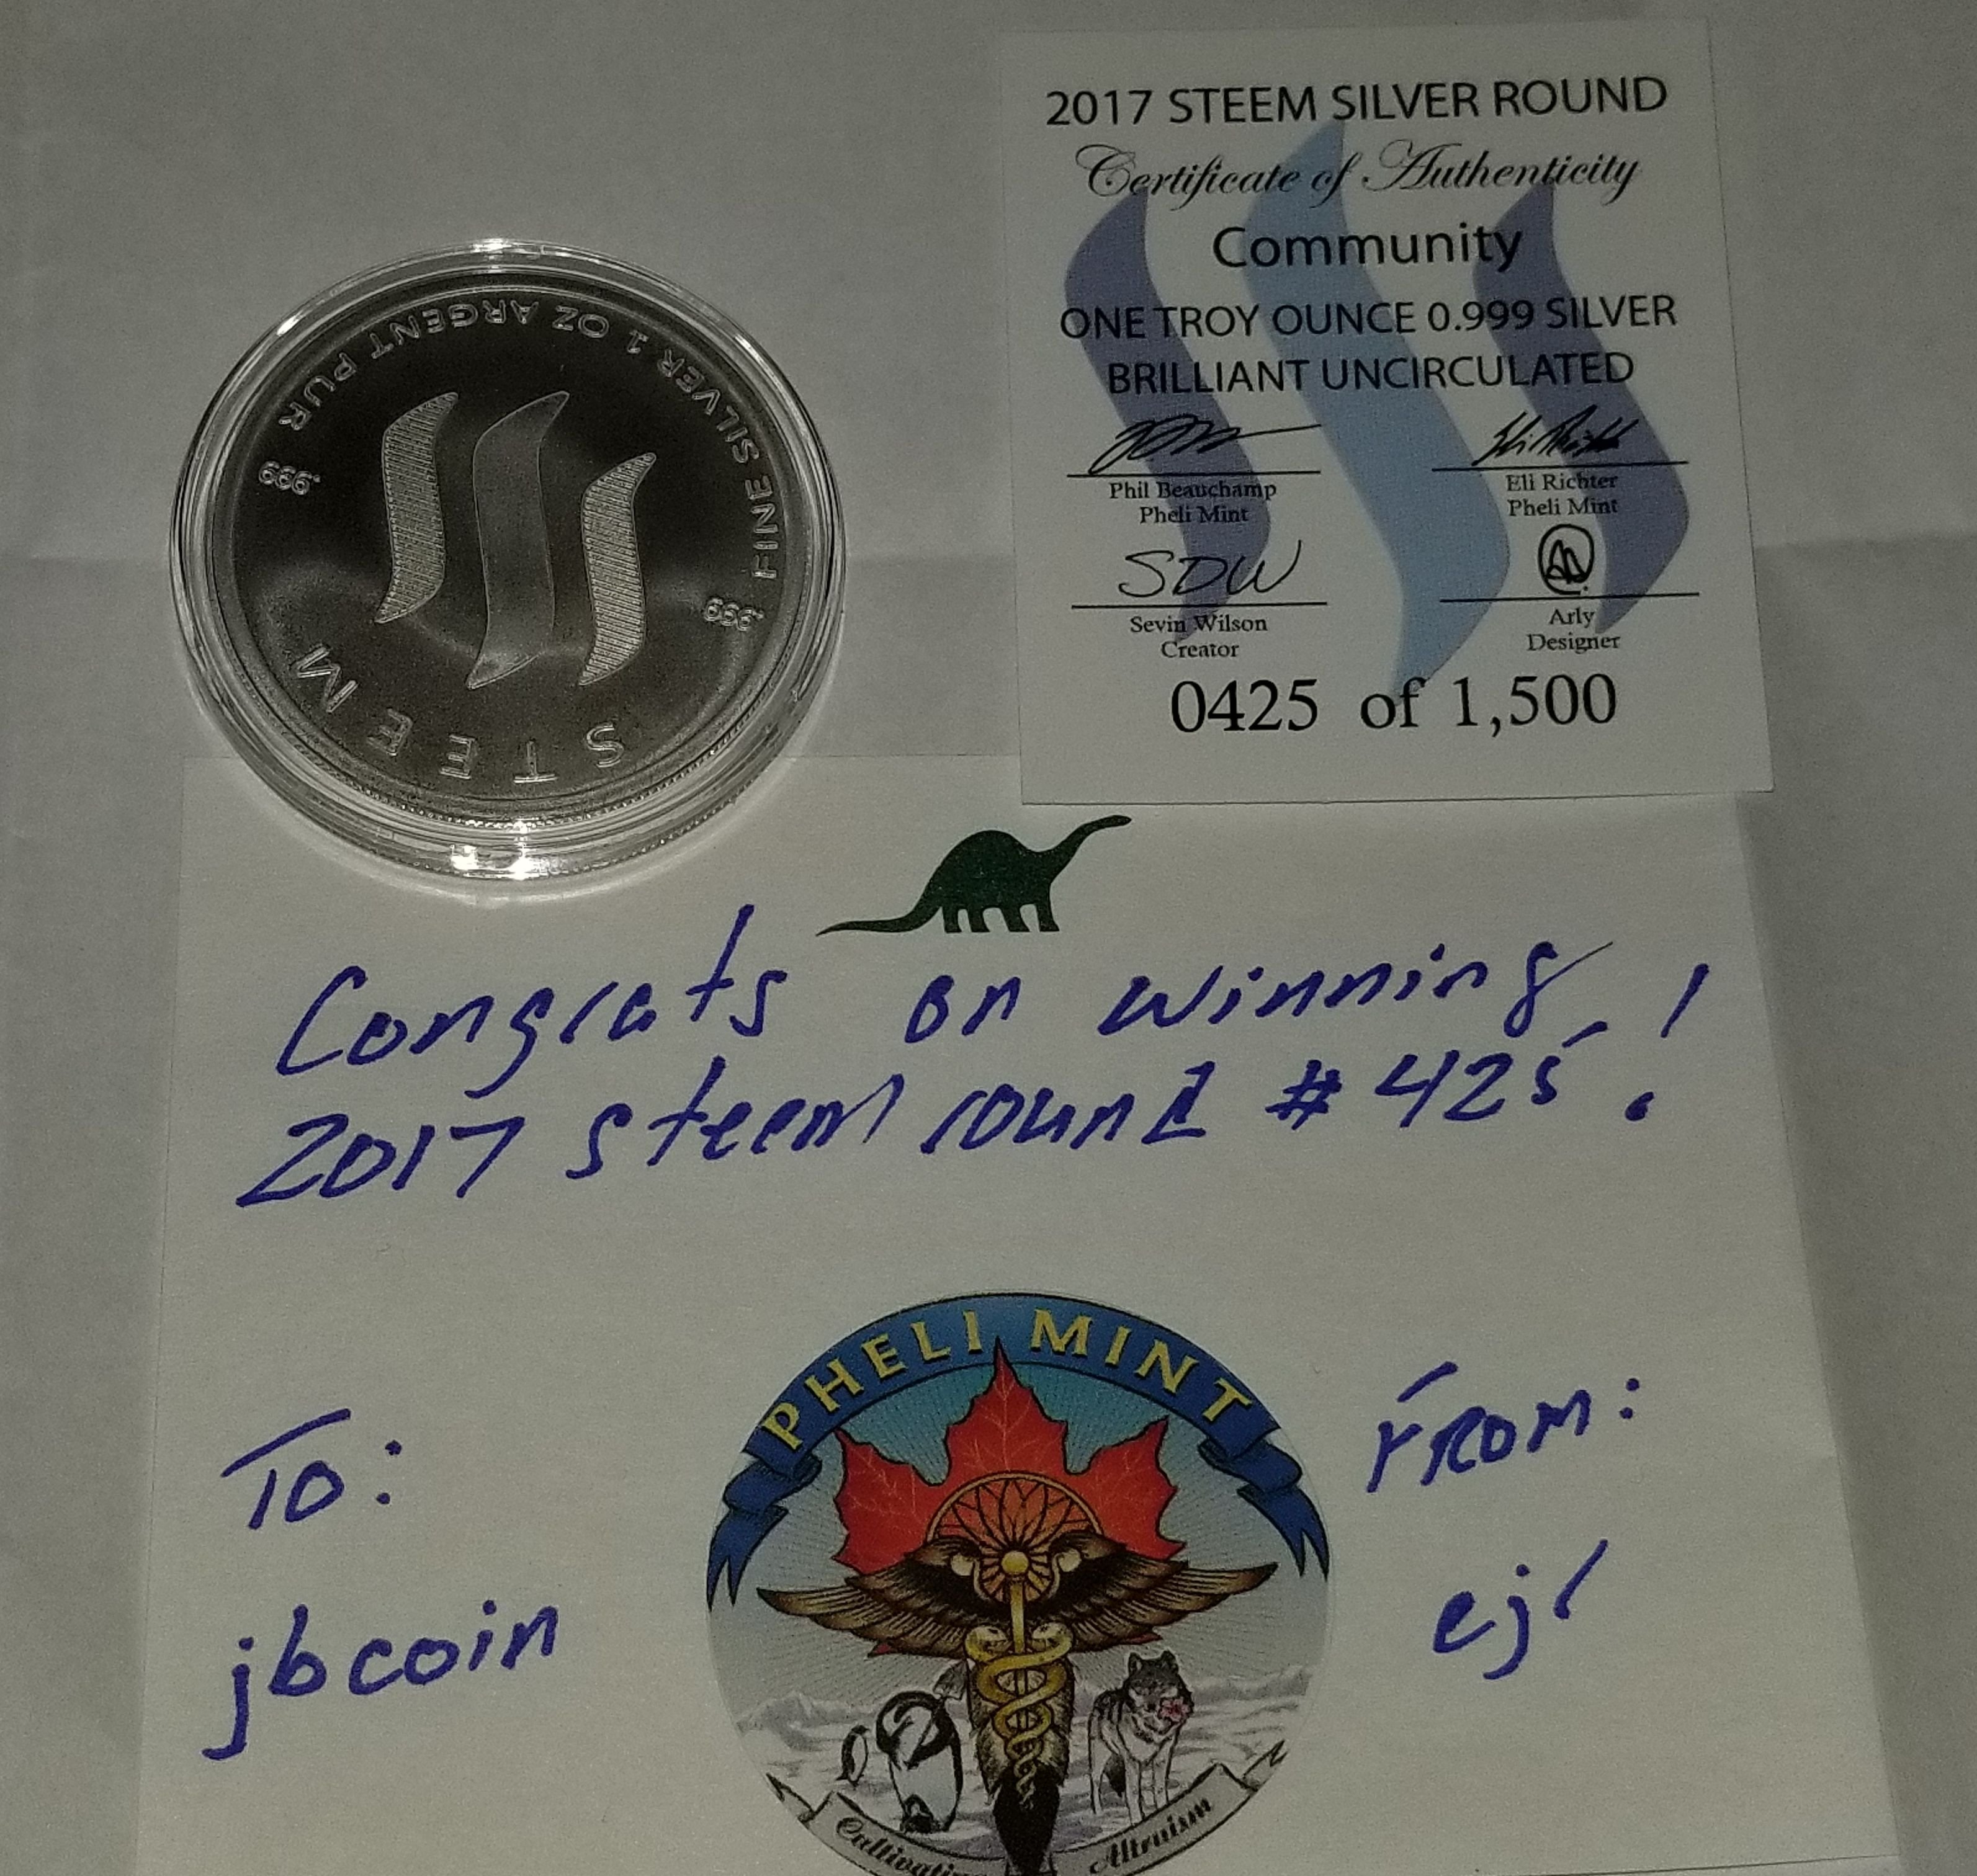 2017 STEEM SILVER ROUND
Certificate of Authenticity
Community
ONE TROY OUNCE 0.999 SILVER
BRILLIANT UNCIRCULATED
Phil Beauchamp
Pheli Mint
Eli Richter
Pheli Mint
SDW
Sevin Wilson
Creator
Arly
Designer
0425 of 1,500
FINE SILVER 1 OZ ARGENT PUR
.999
.999
STEEM
Congrats on winning
2017 steem round #425!
To:
jbcoin
From:
ejl
PHELI MINT
Altruism